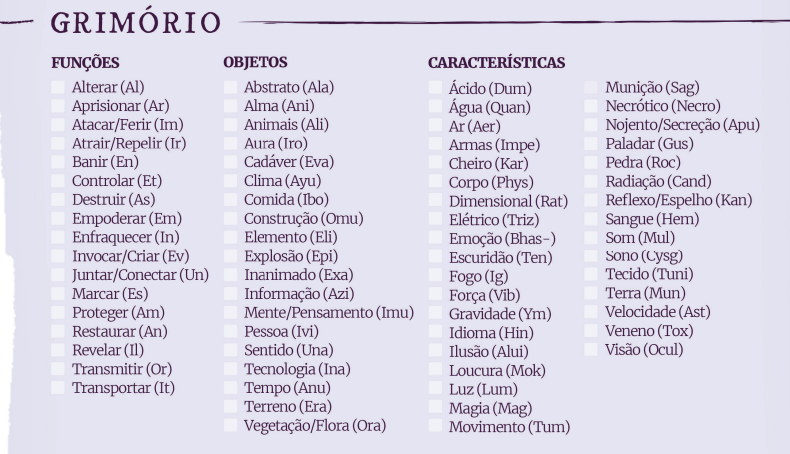 GRIMÓRIO
FUNÇÕES
Alterar (Al)
Aprisionar (Ar)
Atacar/Ferir (Im)
Atrair/Repelir (Ir)
Banir (En)
Controlar (Et)
Destruir (As)
Empoderar (Em)
Enfraquecer (In)
Invocar/Criar (Ev)
Juntar/Conectar (Un)
Marcar (Es)
Proteger (Am)
Restaurar (An)
Revelar (Il)
Transmitir (Or)
Transportar (It)
OBJETOS
Abstrato (Ala)
Alma (Ani)
Animais (Ali)
Aura (Iro)
Cadáver (Eva)
Clima (Ayu)
Comida (Ibo)
Construção (Omu)
Elemento (Eli)
Explosão (Epi)
Inanimado (Exa)
Informação (Azi)
Mente/Pensamento (Imu)
Pessoa (Ivi)
Sentido (Una)
Tecnologia (Ina)
Tempo (Anu)
Terreno (Era)
Vegetação/Flora (Ora)
CARACTERÍSTICAS
Ácido (Dum)
Água (Quan)
Ar (Aer)
Armas (Impe)
Cheiro (Kar)
Corpo (Phys)
Dimensional (Rat)
Elétrico (Triz)
Emoção (Bhas-)
Escuridão (Ten)
Fogo (Ig)
Força (Vib)
Gravidade (Ym)
Idioma (Hin)
Ilusão (Alui)
Loucura (Mok)
Luz (Lum)
Magia (Mag)
Movimento (Tum)
Munição (Sag)
Necrótico (Necro)
Nojento/Secreção (Apu)
Paladar (Gus)
Pedra (Roc)
Radiação (Cand)
Reflexo/Espelho (Kan)
Sangue (Hem)
Som (Mul)
Sono (Cysg)
Tecido (Tuni)
Terra (Mun)
Velocidade (Ast)
Veneno (Tox)
Visão (Ocul)